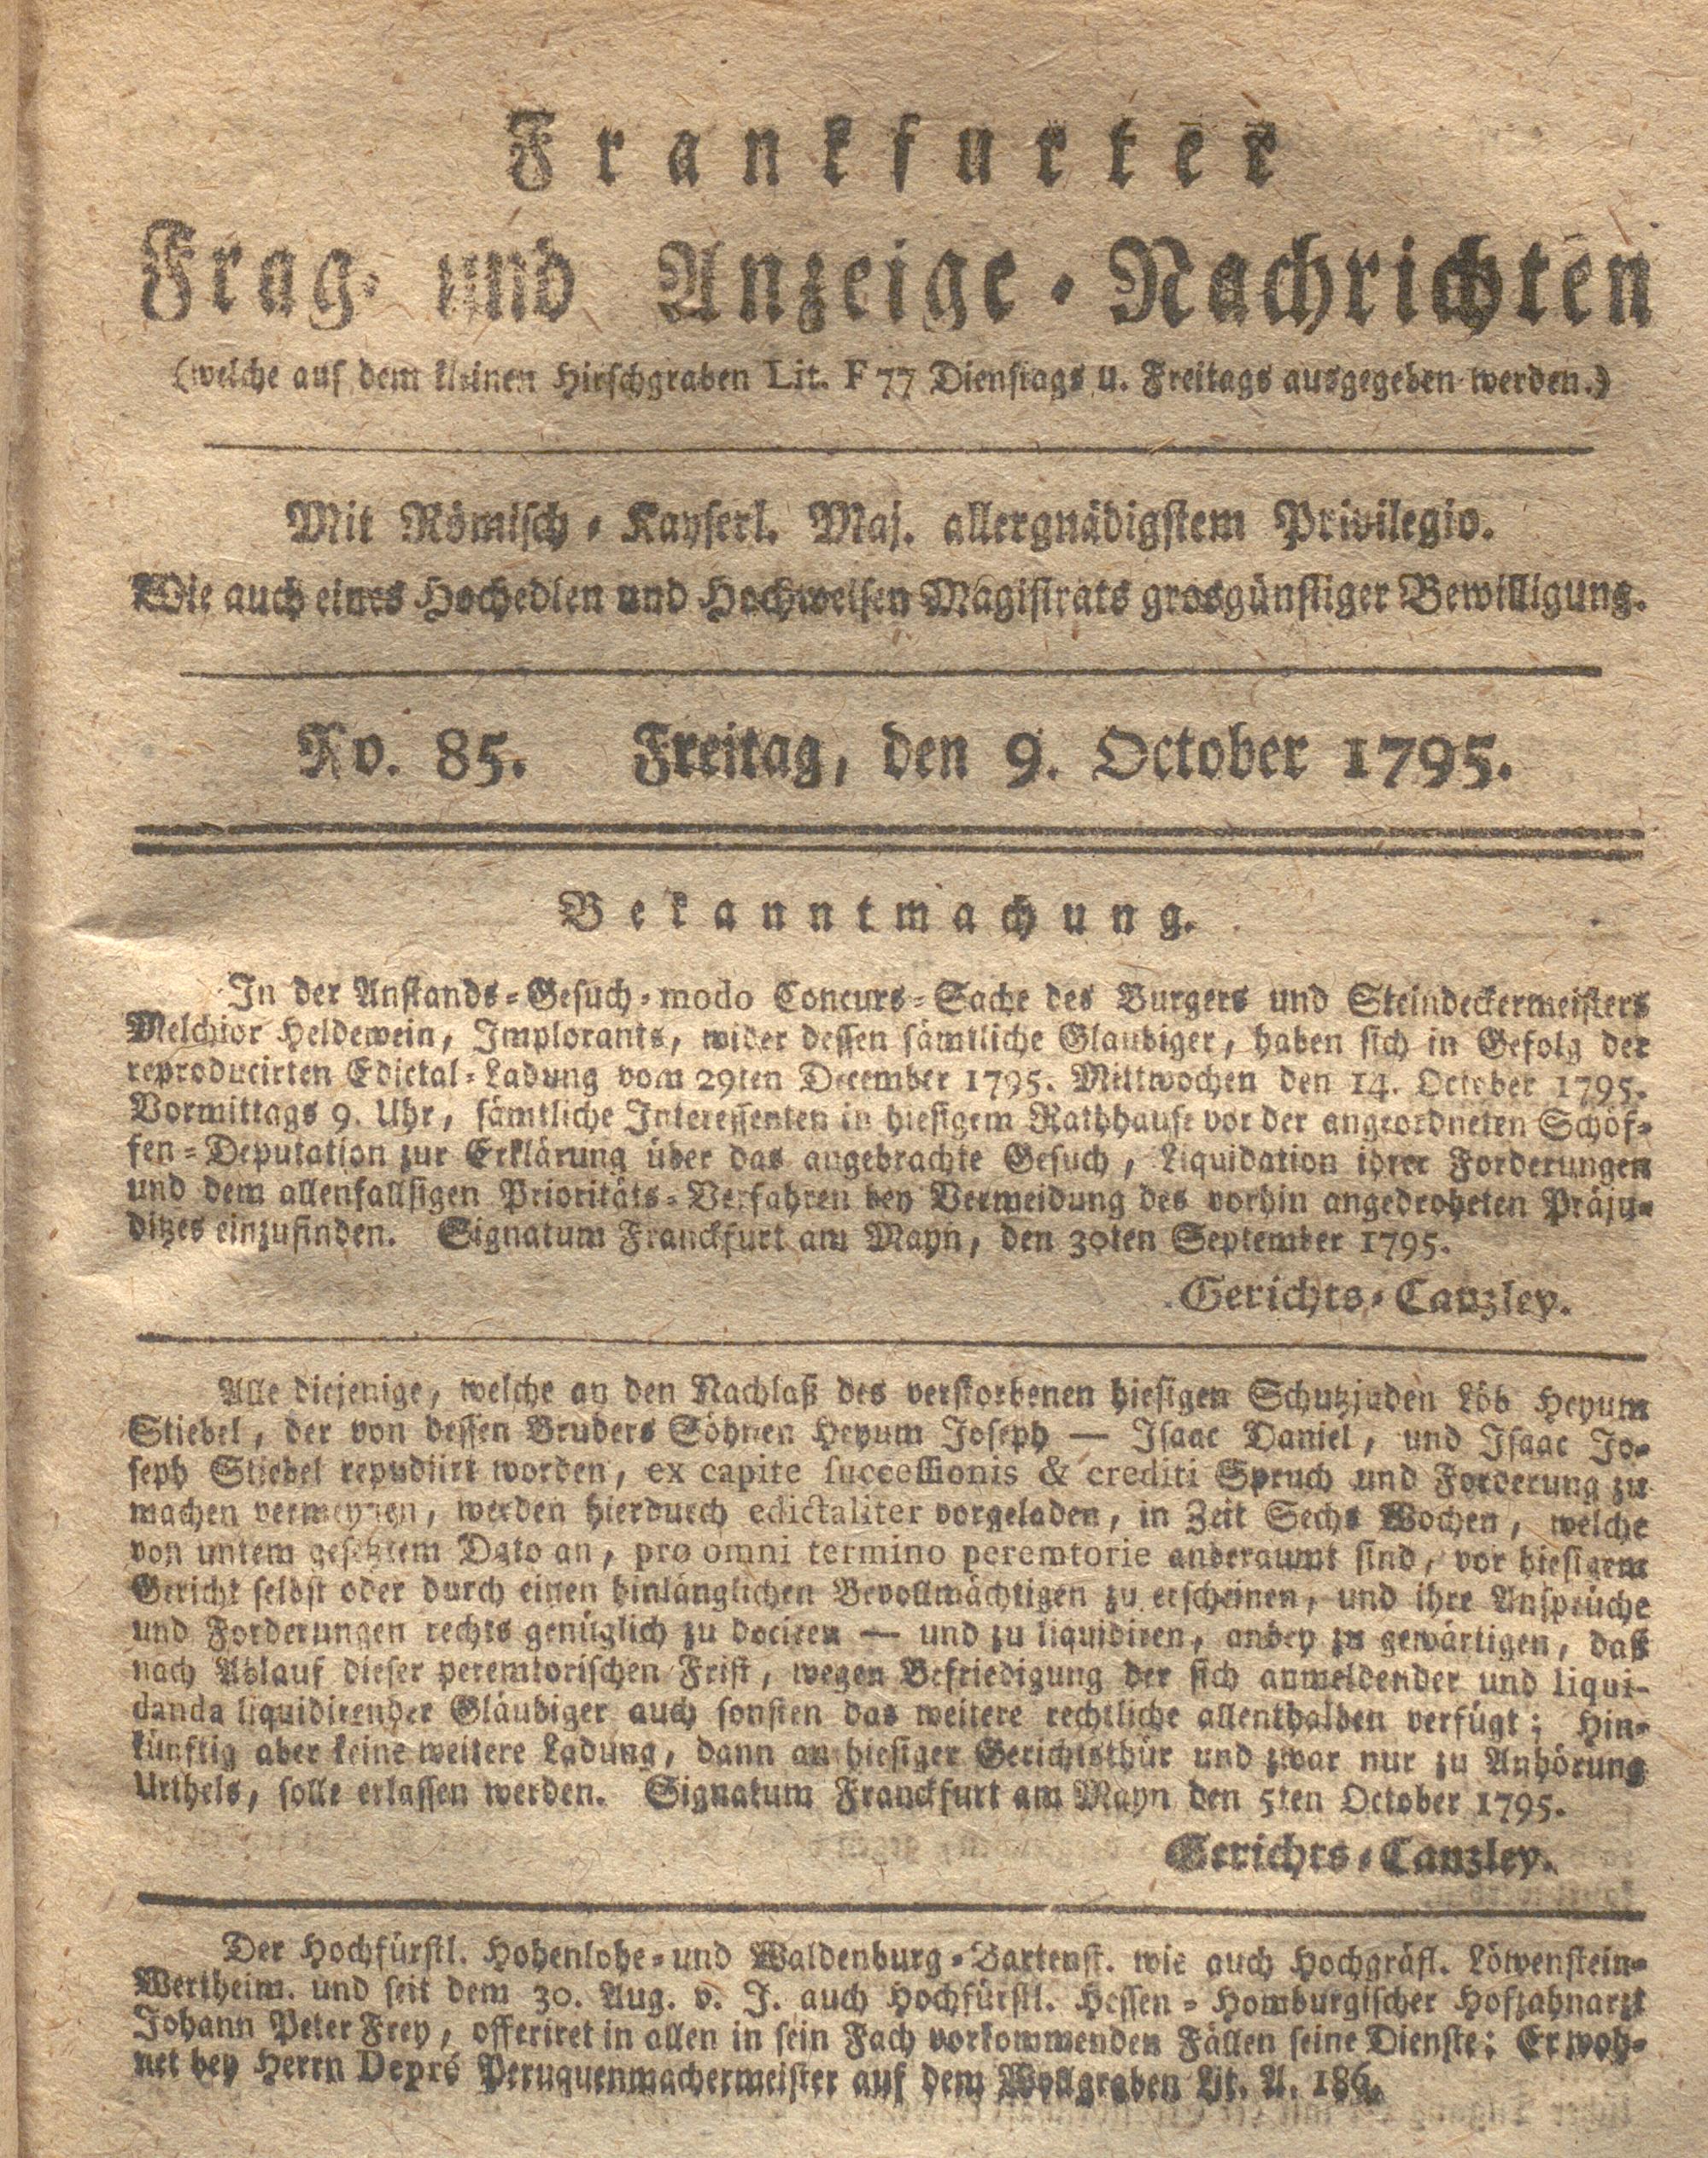 Frankfurter
Frag- und Anzeige-Nachrichten
(welche auf dem kleinen Hirschgraben Lit. F 77 Dienstags u. Freitags ausgegeben werden.)
Mit Römisch-Kayserl. Maj. allergnädigstem Privilegio.
Wie auch eines Hochedlen und Hochweisen Magistrats grosgünstiger Bewilligung.
No. 85. Freitag, den 9. October 1795.
Bekanntmachung.
In der Anstands-Gesuch-modo Concurs-Sache des Burgers und Steindeckermeisters
Melchior Heldewein, Implorants, wider dessen sämtliche Glaubiger, haben sich in Gefolg der
reproducirten Edictal-Ladung vom 29ten December 1795. Mittwochen den 14. October 1795.
Vormittags 9. Uhr, sämtliche Interessenten in hiesigem Rathhause vor der angeordneten Schöf-
fen-Deputation zur Erklärung über das angebrachte Gesuch, Liquidation ihrer Forderungen
und dem allenfallsigen Prioritäts-Verfahren bey Vermeidung des vorhin angedroheten Präju-
ditzes einzufinden. Signatum Franckfurt am Mayn, den 30ten September 1795.
Gerichts-Canzley.
Alle diejenige, welche an den Nachlaß des verstorbenen hiesigen Schutzjuden Löb Heyum
Stiebel, der von dessen Bruders Söhnen Heyum Joseph — Isaac Daniel, und Isaac Jo-
seph Stiebel repudiirt worden, ex capite successionis & crediti Spruch und Forderung zu
machen vermeynen, werden hierdurch edictaliter vorgeladen, in Zeit Sechs Wochen, welche
von untem gesetztem Dato an, pro omni termino peremtorie anberaumt sind, vor hiesigem
Gericht selbst oder durch einen hinlänglichen Bevollmächtigen zu erscheinen, und ihre Ansprüche
und Forderungen rechts genüglich zu dociren — und zu liquidiren, anbey zu gewärtigen, daß
nach Ablauf dieser peremtorischen Frist, wegen Befriedigung der sich anmeldender und liqui-
danda liquidirender Gläubiger auch sonsten das weitere rechtliche allenthalben verfügt; Hin-
künftig aber keine weitere Ladung, dann an hiesiger Gerichtsthür und zwar nur zu Anhörung
Urthels, solle erlassen werden. Signatum Franckfurt am Mayn den 5ten October 1795.
Gerichts-Canzley.
Der Hochfürstl. Hohenlohe-und Waldenburg-Bartenst. wie auch Hochgräfl. Löwenstein-
Wertheim. und seit dem 30. Aug. v. J. auch Hochfürstl. Hessen-Homburgischer Hofzahnarzt
Johann Peter Frey, offeriret in allen in sein Fach vorkommenden Fällen seine Dienste: Er woh-
net bey Herrn Depré Peruquenmachermeister auf dem Wollgraben Lit. A. 186.